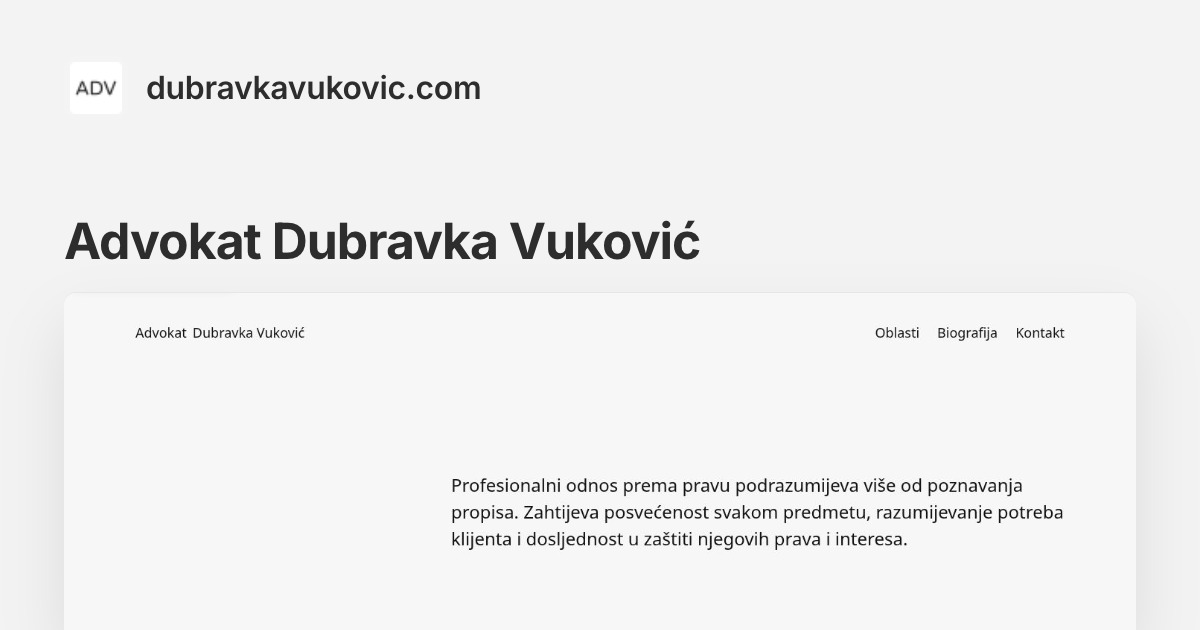 ADV
dubravkavukovic.com
Advokat Dubravka Vuković
Advokat Dubravka Vuković
Oblasti Biografija Kontakt
Profesionalni odnos prema pravu podrazumijeva više od poznavanja
propisa. Zahtijeva posvećenost svakom predmetu, razumijevanje potreba
klijenta i dosljednost u zaštiti njegovih prava i interesa.